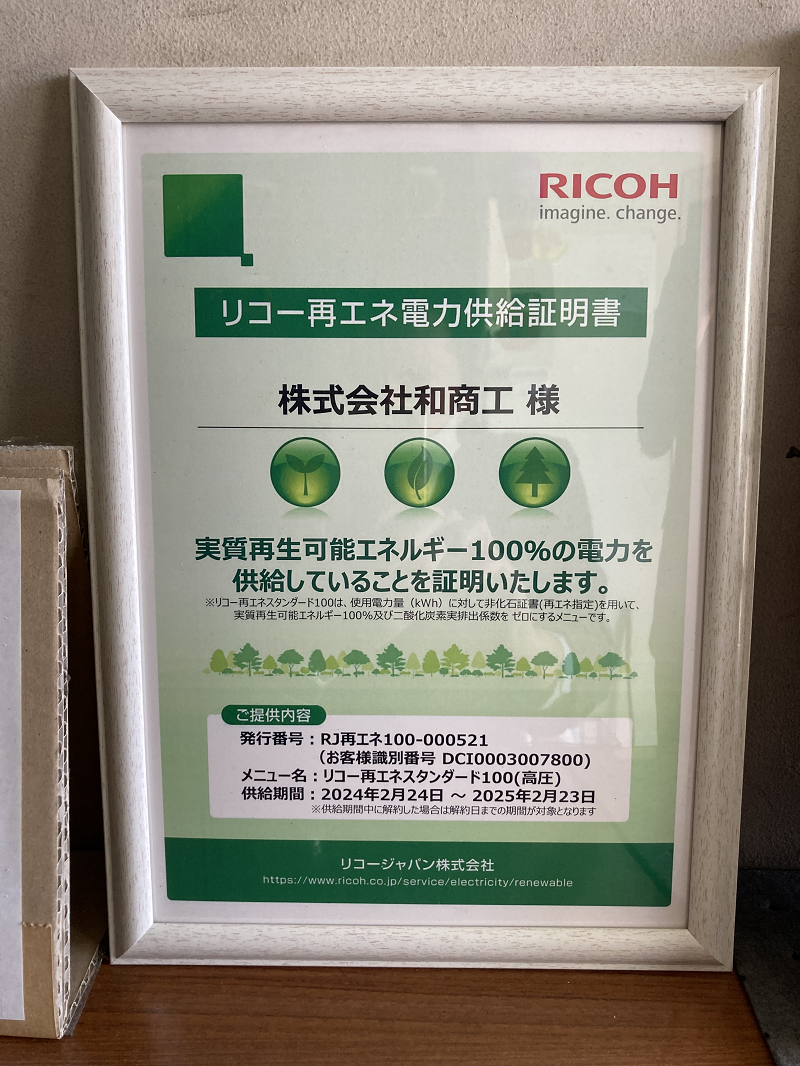 RICOH
imagine. change.
リコー再エネ電力供給証明書
株式会社和商工 様
実質再生可能エネルギー100%の電力を
供給していることを証明いたします。
※リコー再エネスタンダード100は、使用電力量（kWh）に対して非化石証書(再エネ指定)を用いて、
実質再生可能エネルギー100%及び二酸化炭素実排出係数を ゼロにするメニューです。
ご提供内容
発行番号：RJ再エネ100-000521
（お客様識別番号 DCI0003007800）
メニュー名：リコー再エネスタンダード100(高圧)
供給期間：2024年2月24日 ～ 2025年2月23日
※供給期間中に解約した場合は解約日までの期間が対象となります
リコージャパン株式会社
https://www.ricoh.co.jp/service/electricity/renewable